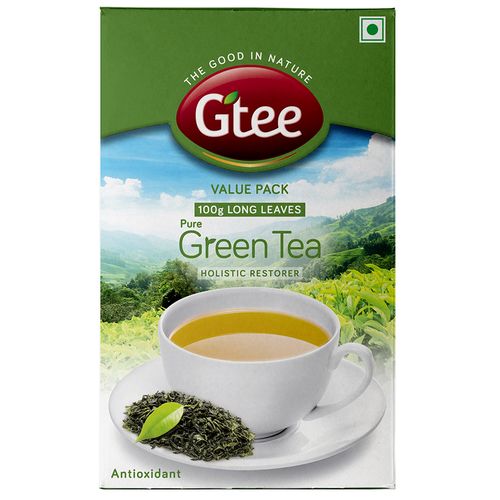 THE GOOD IN NATURE
Gtee
VALUE PACK
100g LONG LEAVES
Pure
Green Tea
HOLISTIC RESTORER
Antioxidant